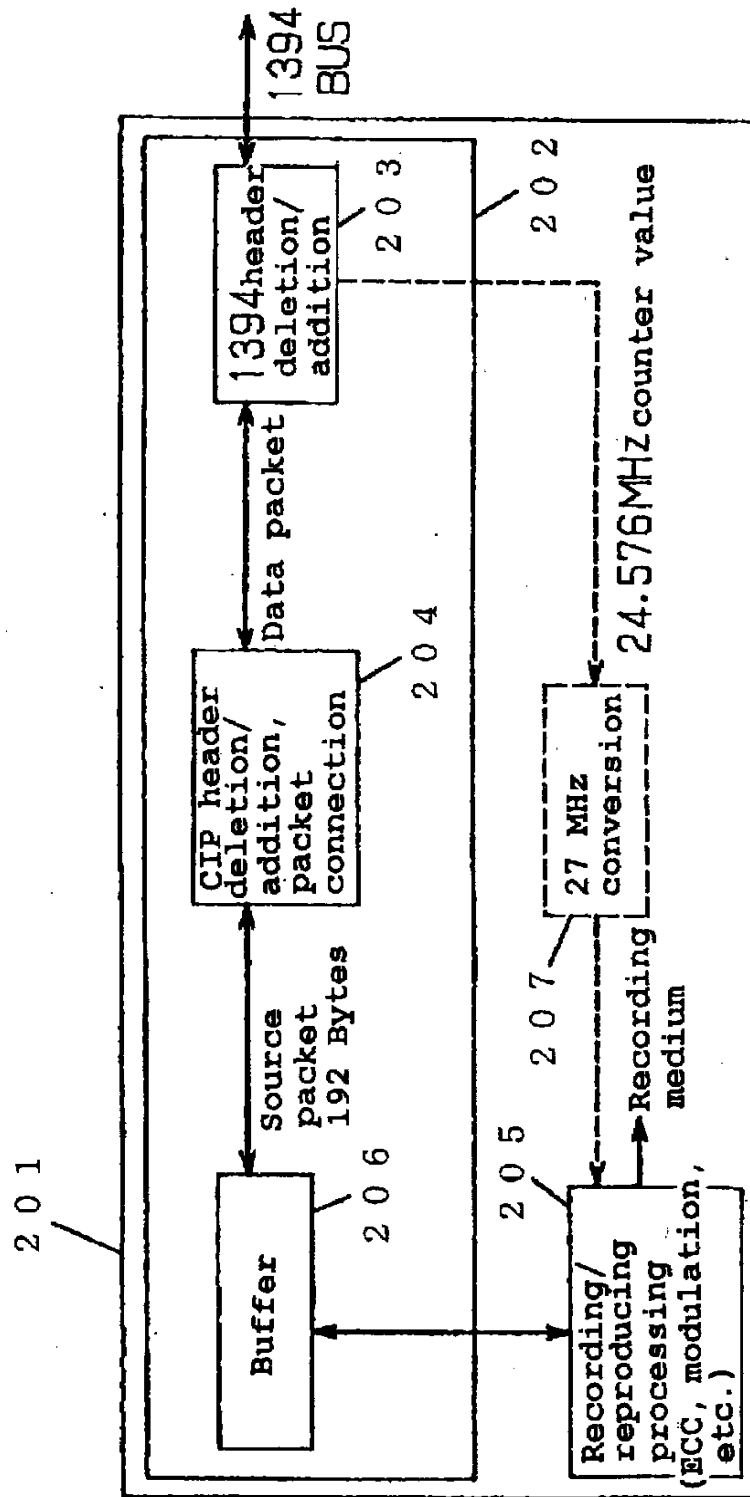 201
Buffer
206
Source
packet
192 Bytes
CIP header
deletion/
addition,
packet
connection
204
Data packet
1394header
deletion/
addition
203
1394
BUS
202
Recording/
reproducing
processing
(ECC, modulation,
etc.)
205
Recording
medium
207
27 MHz
conversion
24.576MHz counter value